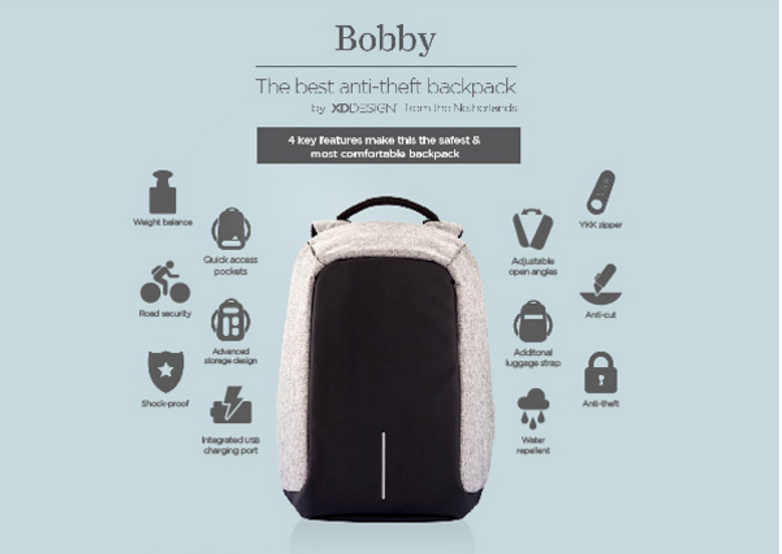 Bobby
The best anti-theft backpack
by XDDESIGN from the Netherlands
4 key features make this the safest &
most comfortable backpack
Weight balance
Quick access
pockets
Road security
Advanced
storage design
Shock-proof
Integrated USB
charging port
YKK zipper
Adjustable
open angles
Anti-cut
Additonal
luggage strap
Anti-theft
Water
repellent